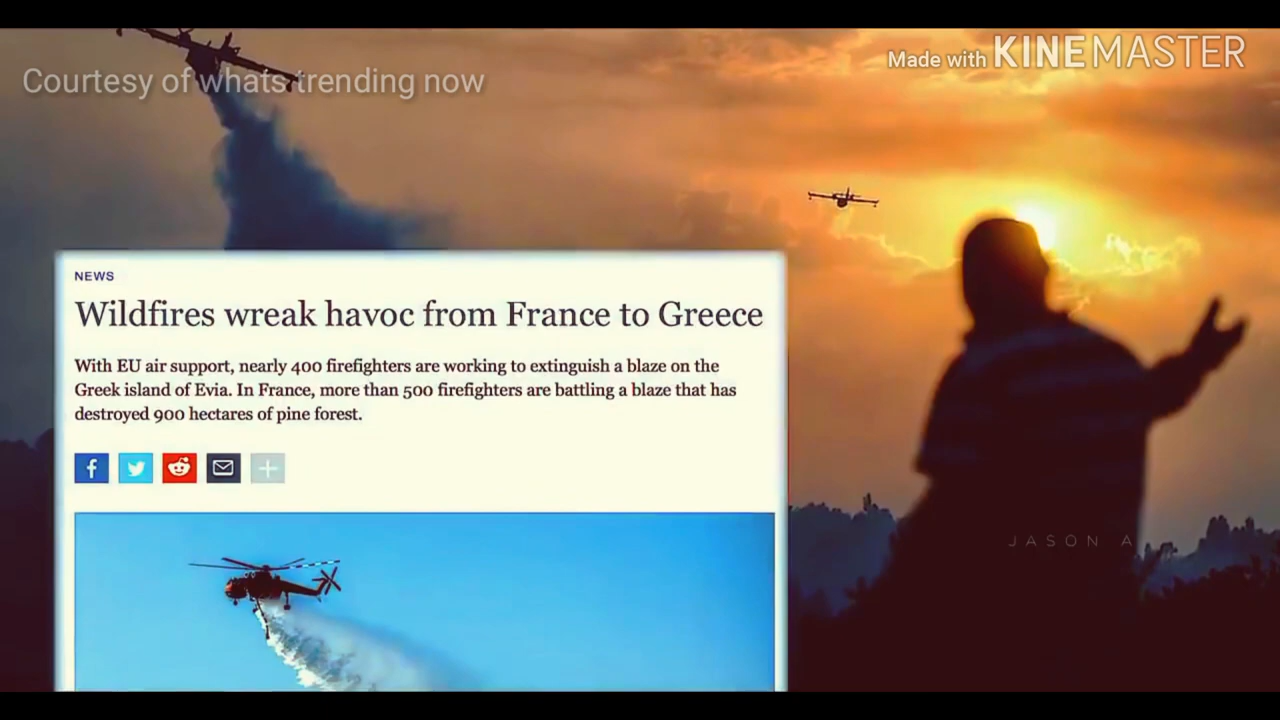 Made with KINEMASTER
Courtesy of whats trending now
NEWS
Wildfires wreak havoc from France to Greece
With EU air support, nearly 400 firefighters are working to extinguish a blaze on the
Greek island of Evia. In France, more than 500 firefighters are battling a blaze that has
destroyed 900 hectares of pine forest.
JASON A